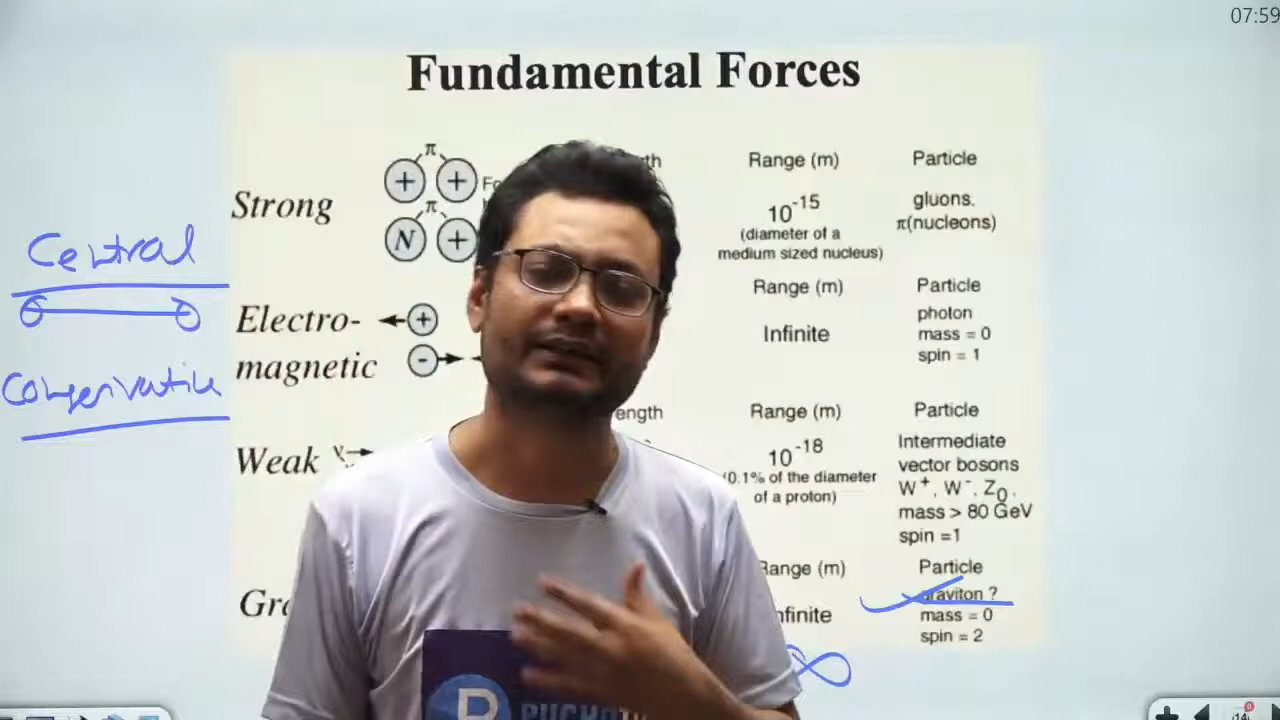 07:59
Fundamental Forces
Strong
π
+ +
π
N +
Range (m)
10-15
(diameter of a
medium sized nucleus)
Particle
gluons.
π(nucleons)
Central
Electro-
magnetic
+
-
Range (m)
Infinite
Particle
photon
mass = 0
spin = 1
Conservative
Weak
Range (m)
10-18
(0.1% of the diameter
of a proton)
Particle
Intermediate
vector bosons
W+, W-, Z0,
mass > 80 GeV
spin =1
Range (m)
Particle
graviton ?
mass = 0
spin = 2
∞